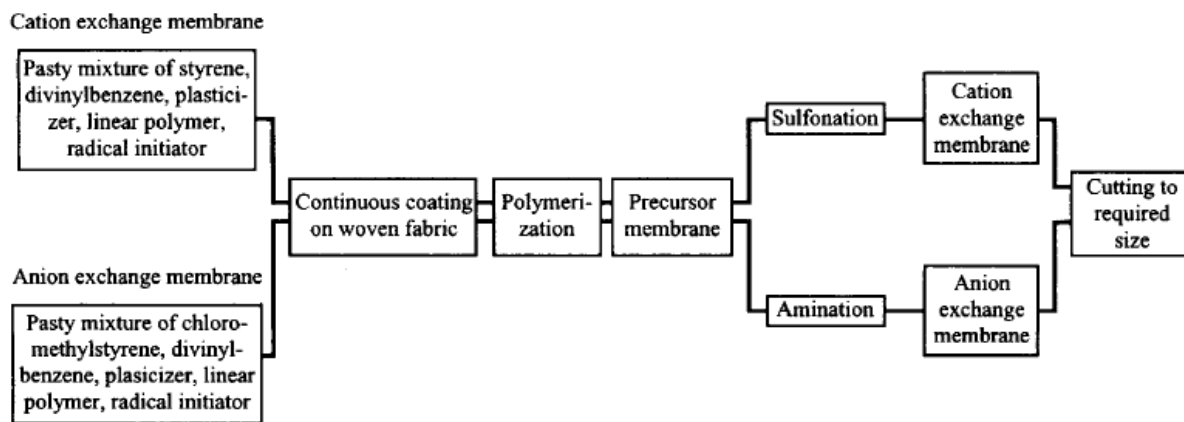 Cation exchange membrane
Pasty mixture of styrene,
divinylbenzene, plastici-
zer, linear polymer,
radical initiator
Anion exchange membrane
Pasty mixture of chloro-
methylstyrene, divinyl-
benzene, plasicizer, linear
polymer, radical initiator
Continuous coating
on woven fabric
Polymeri-
zation
Precursor
membrane
Sulfonation
Cation
exchange
membrane
Amination
Anion
exchange
membrane
Cutting to
required
size